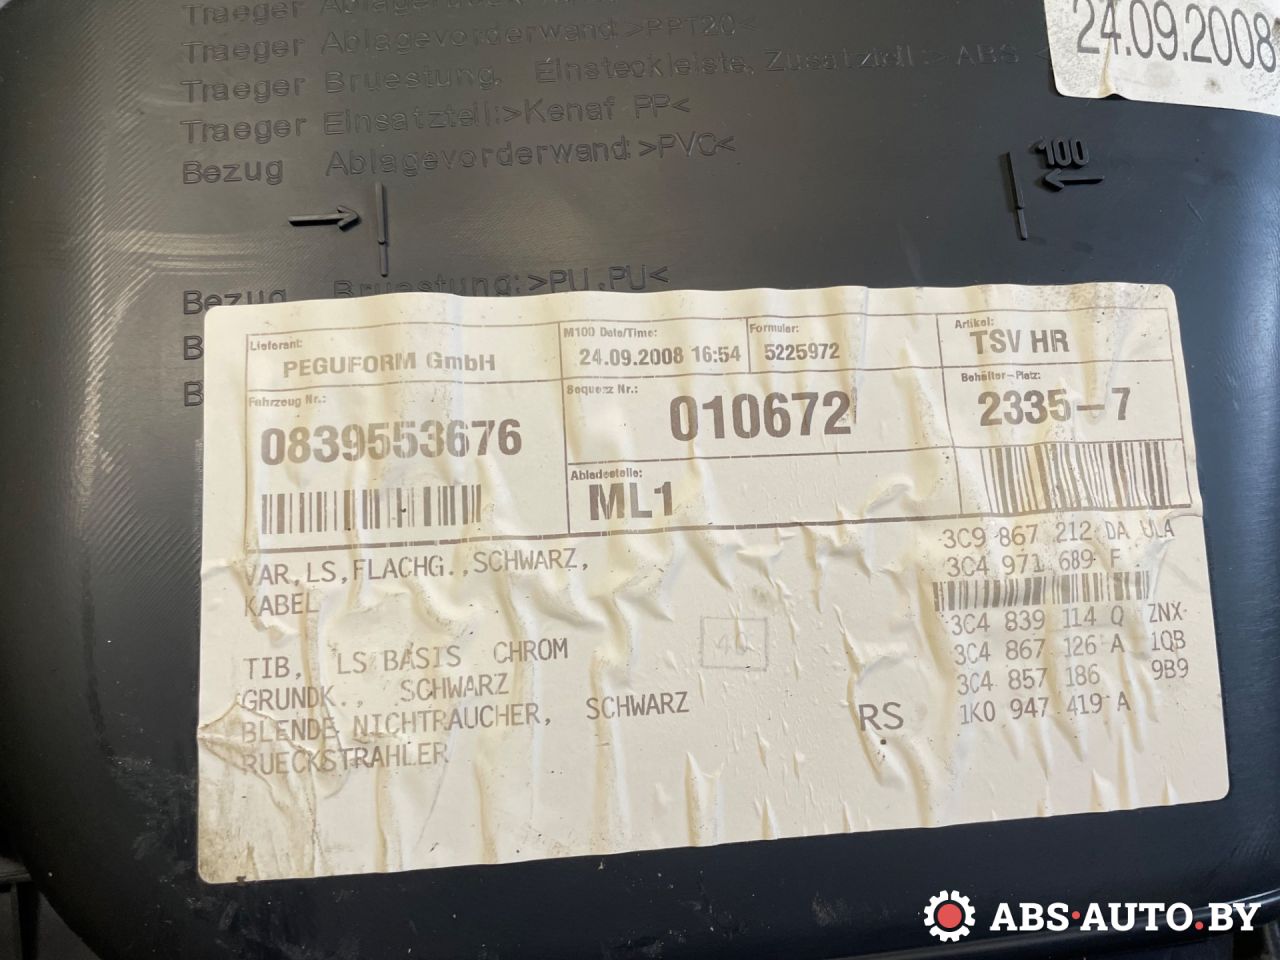 Traeger
Traeger Ablagevorderwand:>PPT20<
Traeger Bruestung, Einsteckleiste, Zusatzteil:>ABS<
Traeger Einsatzteil:>Kenaf PP<
Bezug Ablagevorderwand:>PVC<
100
24.09.2008
Bezug Bruestung:>PU,PU<
B
B
Lieferant:
PEGUFORM GmbH
M100 Date/Time:
24.09.2008 16:54
Formular:
5225972
Artikel:
TSV HR
Fahrzeug Nr.:
0839553676
Sequenz Nr.:
010672
Behälter-Platz:
2335-7
Abladestelle:
ML1
VAR,LS,FLACHG.,SCHWARZ,
KABEL
TIB, LS BASIS CHROM
GRUNDK., SCHWARZ
BLENDE NICHTRAUCHER, SCHWARZ
RUECKSTRAHLER
40
RS
3C9 867 212 DA ULA
3C4 971 689 F
3C4 839 114 Q ZNX
3C4 867 126 A 1QB
3C4 857 186 9B9
1K0 947 419 A
ABS·AUTO.BY